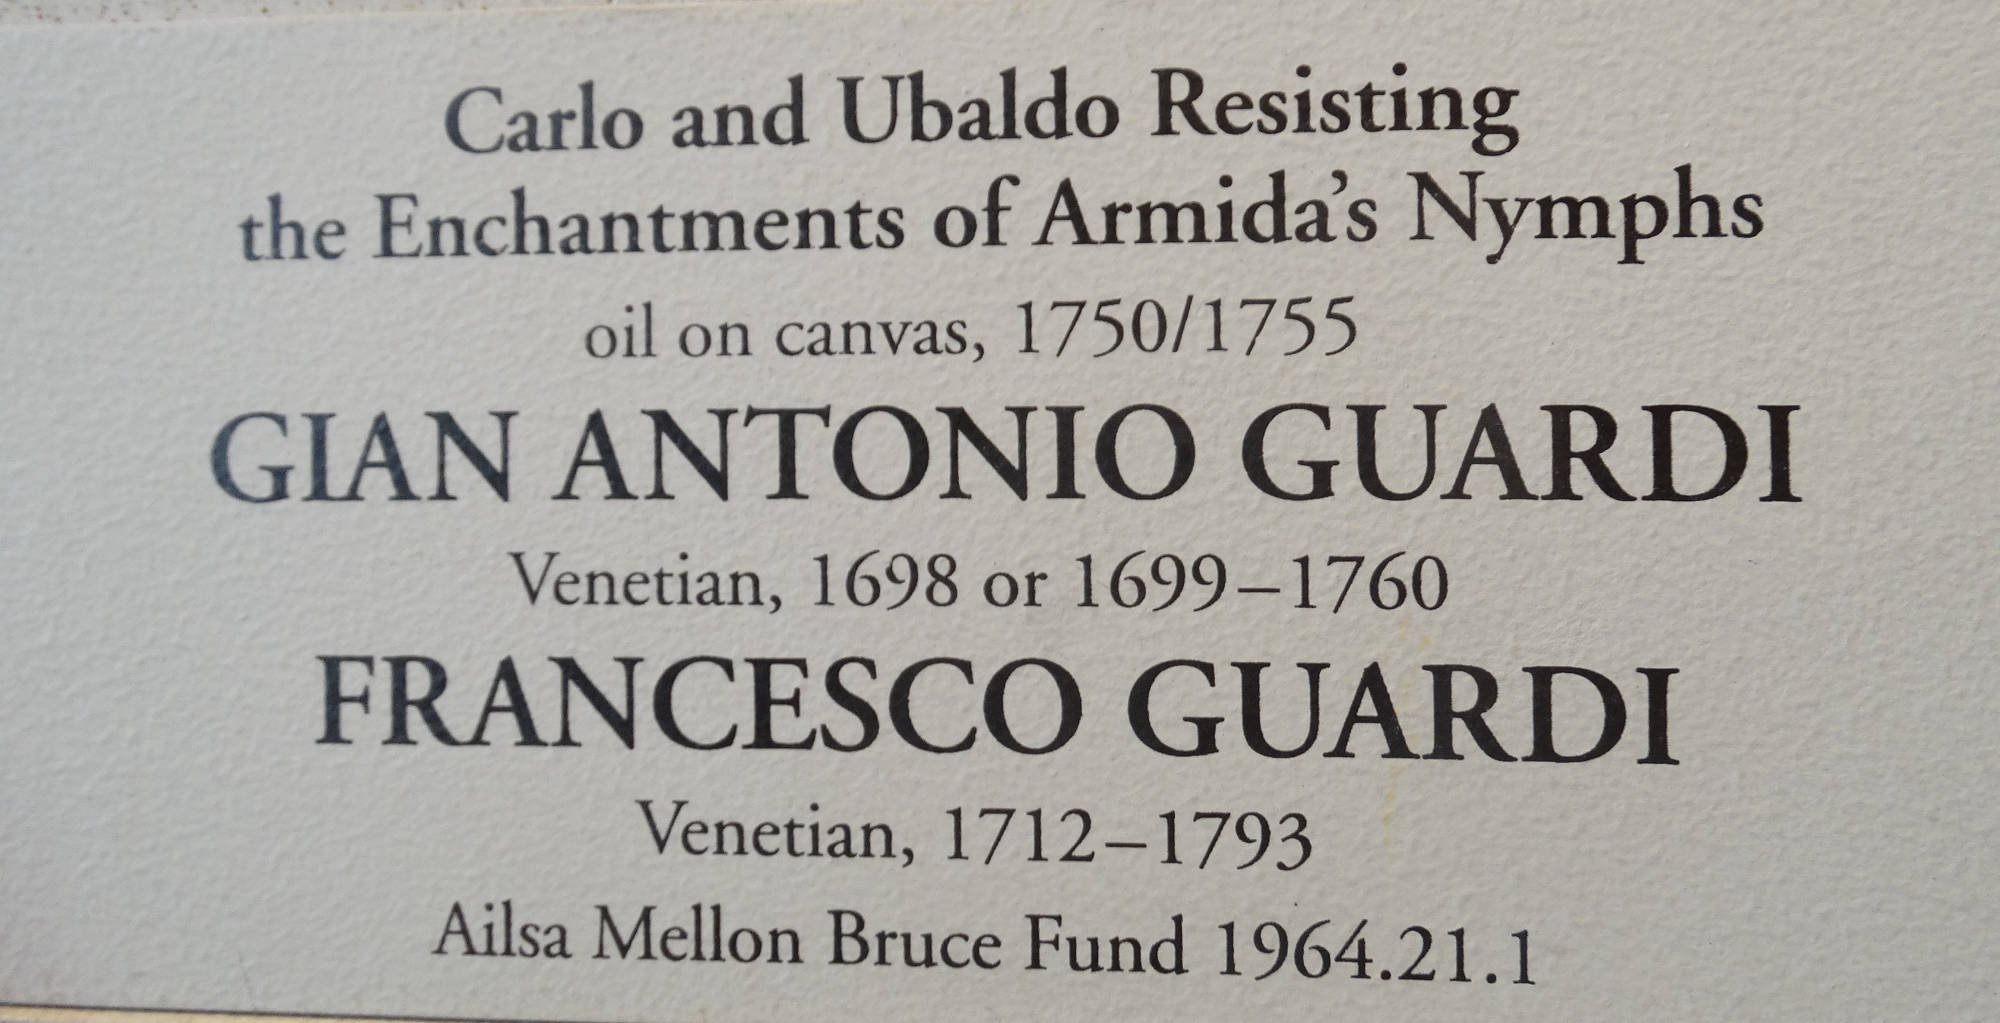 Carlo and Ubaldo Resisting
the Enchantments of Armida’s Nymphs
oil on canvas, 1750/1755
GIAN ANTONIO GUARDI
Venetian, 1698 or 1699–1760
FRANCESCO GUARDI
Venetian, 1712–1793
Ailsa Mellon Bruce Fund 1964.21.1